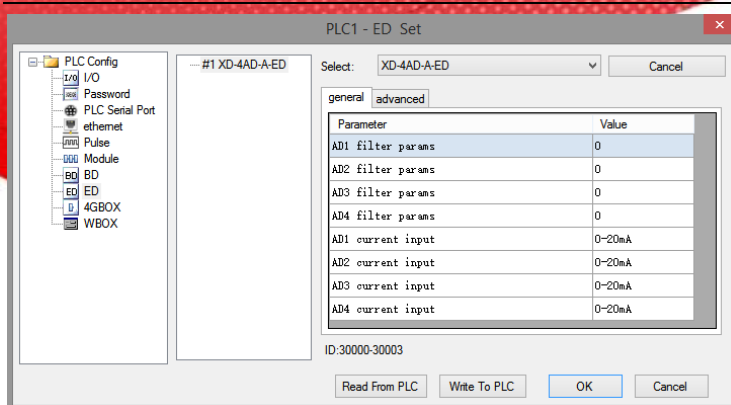 PLC1 - ED Set
PLC Config
I/O I/O
Password
PLC Serial Port
ethernet
Pulse
Module
BD BD
ED ED
4GBOX
WBOX
#1 XD-4AD-A-ED
Select: XD-4AD-A-ED Cancel
general advanced
Parameter Value
AD1 filter params 0
AD2 filter params 0
AD3 filter params 0
AD4 filter params 0
AD1 current input 0-20mA
AD2 current input 0-20mA
AD3 current input 0-20mA
AD4 current input 0-20mA
ID:30000-30003
Read From PLC Write To PLC OK Cancel